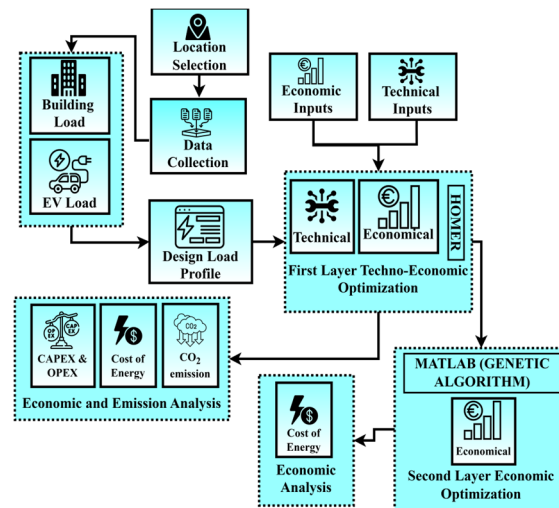 Location
Selection
Building
Load
EV Load
Data
Collection
Economic
Inputs
Technical
Inputs
Design Load
Profile
Technical
Economical
HOMER
First Layer Techno-Economic
Optimization
OP
EX
CAP
EX
CAPEX &
OPEX
Cost of
Energy
CO2
CO₂
emission
Economic and Emission Analysis
MATLAB (GENETIC
ALGORITHM)
Economical
Second Layer Economic
Optimization
Cost of
Energy
Economic
Analysis